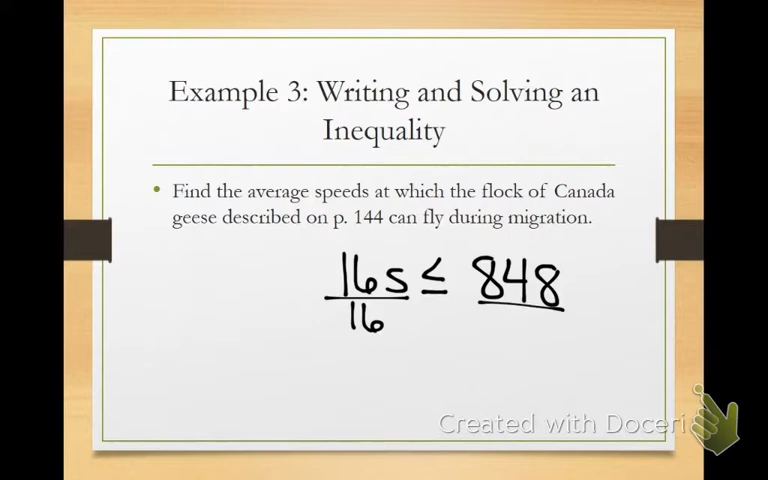 Example 3: Writing and Solving an
Inequality
• Find the average speeds at which the flock of Canada
geese described on p. 144 can fly during migration.
16s ≤ 848
16
Created with Doceri